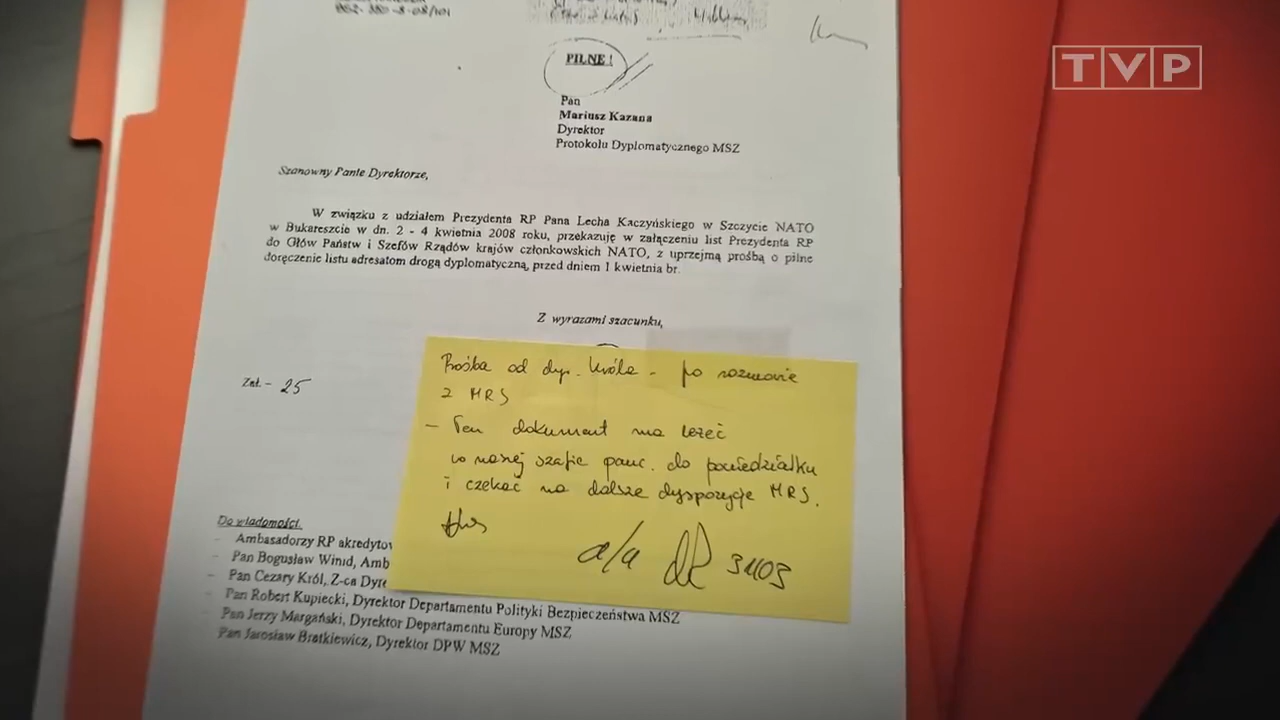 TVP
PILNE !
Pan
Mariusz Kazana
Dyrektor
Protokołu Dyplomatycznego MSZ
Szanowny Panie Dyrektorze,
W związku z udziałem Prezydenta RP Pana Lecha Kaczyńskiego w Szczycie NATO
w Bukareszcie w dn. 2 - 4 kwietnia 2008 roku, przekazuję w załączeniu list Prezydenta RP
do Głów Państw i Szefów Rządów krajów członkowskich NATO, z uprzejmą prośbą o pilne
doręczenie listu adresatom drogą dyplomatyczną, przed dniem 1 kwietnia br.
Z wyrazami szacunku,
Zał. - 25
Prośba od dyr. Króla - po rozmowie
z MRS
- Ten dokument ma leżeć
w naszej szafie panc. do poniedziałku
i czekać na dalsze dyspozycje MRS.
a/a 31/03
Do wiadomości:
- Ambasadorzy RP akredyto
- Pan Bogusław Winid, Amb
- Pan Cezary Król, Z-ca Dyre
- Pan Robert Kupiecki, Dyrektor Departamentu Polityki Bezpieczeństwa MSZ
- Pan Jerzy Margański, Dyrektor Departamentu Europy MSZ
- Pan Jarosław Bratkiewicz, Dyrektor DPW MSZ